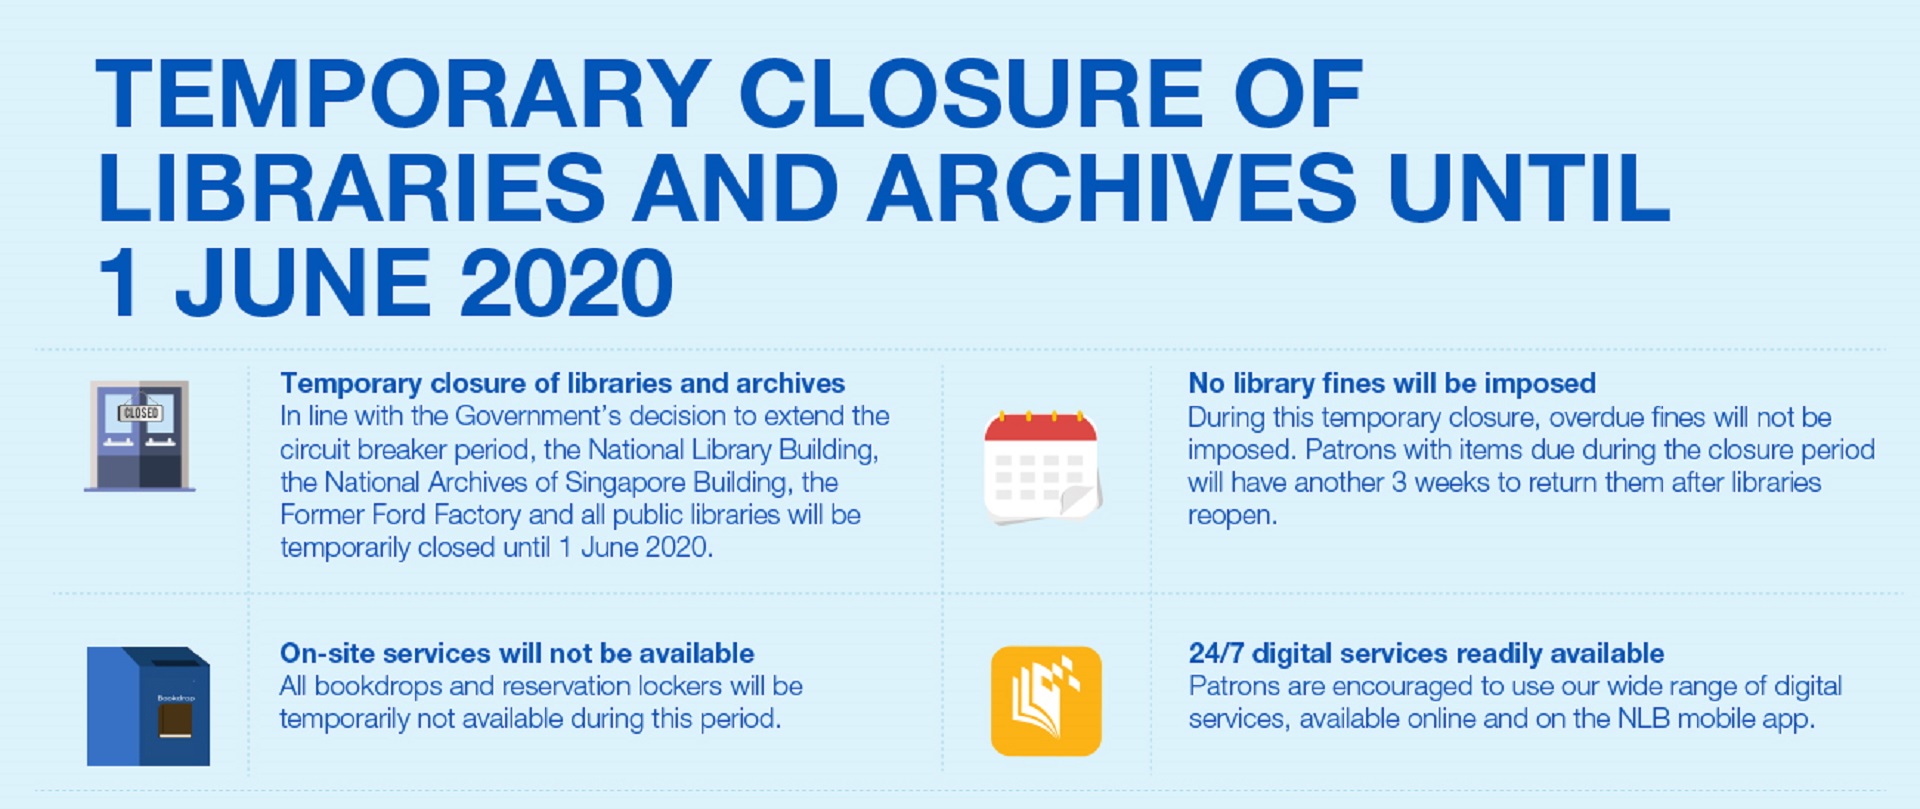 TEMPORARY CLOSURE OF
LIBRARIES AND ARCHIVES UNTIL
1 JUNE 2020
CLOSED
Temporary closure of libraries and archives
In line with the Government's decision to extend the
circuit breaker period, the National Library Building,
the National Archives of Singapore Building, the
Former Ford Factory and all public libraries will be
temporarily closed until 1 June 2020.
No library fines will be imposed
During this temporary closure, overdue fines will not be
imposed. Patrons with items due during the closure period
will have another 3 weeks to return them after libraries
reopen.
Bookdrop
On-site services will not be available
All bookdrops and reservation lockers will be
temporarily not available during this period.
24/7 digital services readily available
Patrons are encouraged to use our wide range of digital
services, available online and on the NLB mobile app.